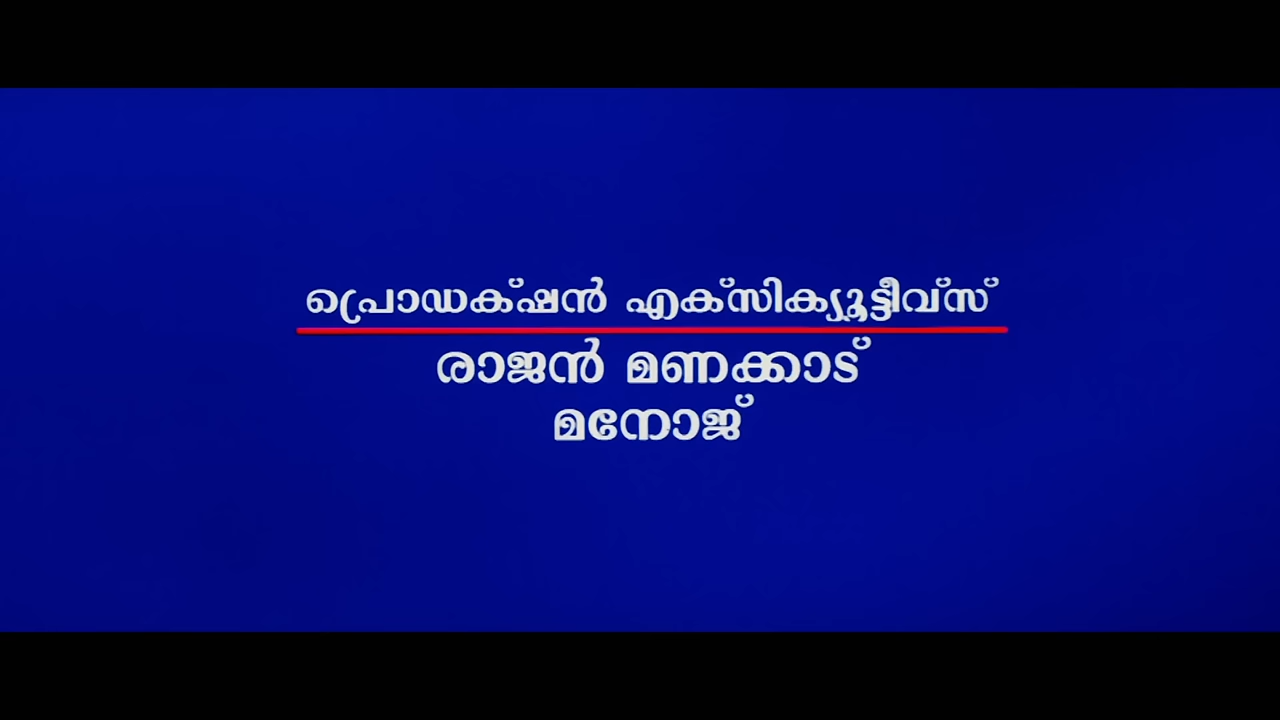 പ്രൊഡക്ഷൻ എക്സിക്യൂട്ടീവ്സ്
രാജൻ മണക്കാട്
മനോജ്